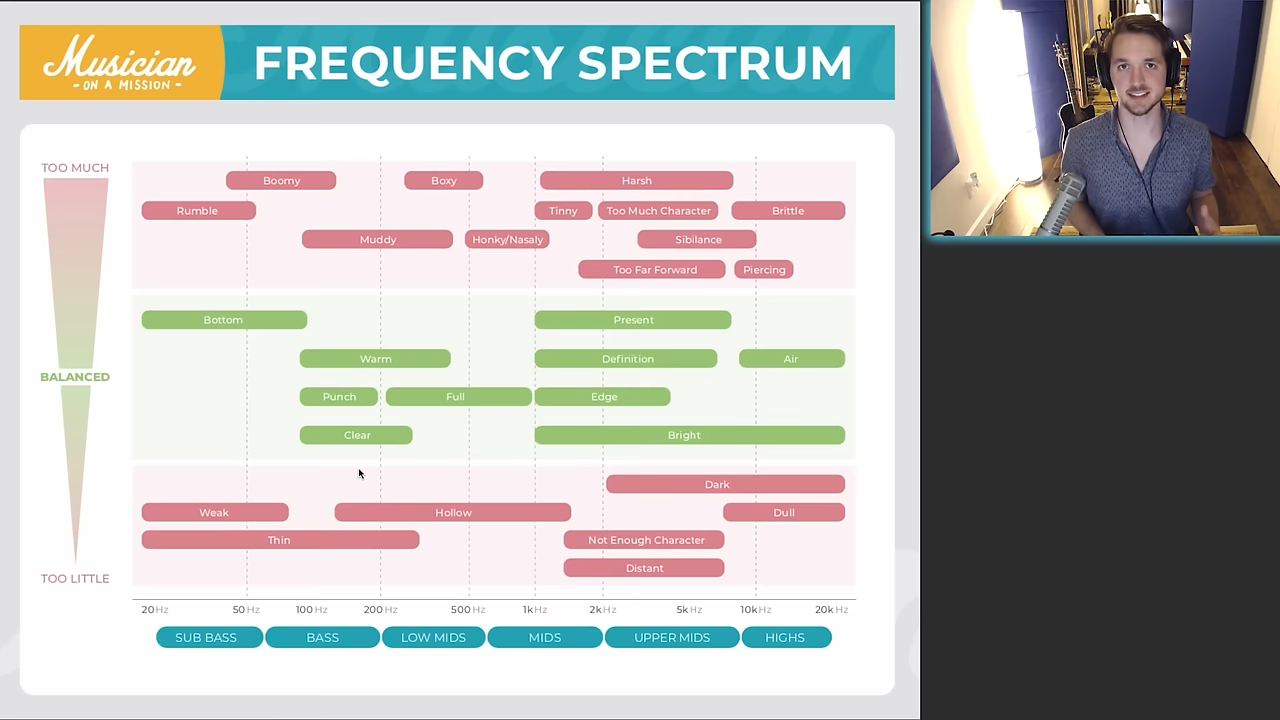 Musician
- ON A MISSION -
FREQUENCY SPECTRUM
TOO MUCH
Boomy
Boxy
Harsh
Rumble
Tinny
Too Much Character
Brittle
Muddy
Honky/Nasaly
Sibilance
Too Far Forward
Piercing
Bottom
Present
Warm
Definition
Air
BALANCED
Punch
Full
Edge
Clear
Bright
Dark
Weak
Hollow
Dull
Thin
Not Enough Character
Distant
TOO LITTLE
20 Hz 50 Hz 100 Hz 200 Hz 500 Hz 1k Hz 2k Hz 5k Hz 10k Hz 20k Hz
SUB BASS BASS LOW MIDS MIDS UPPER MIDS HIGHS